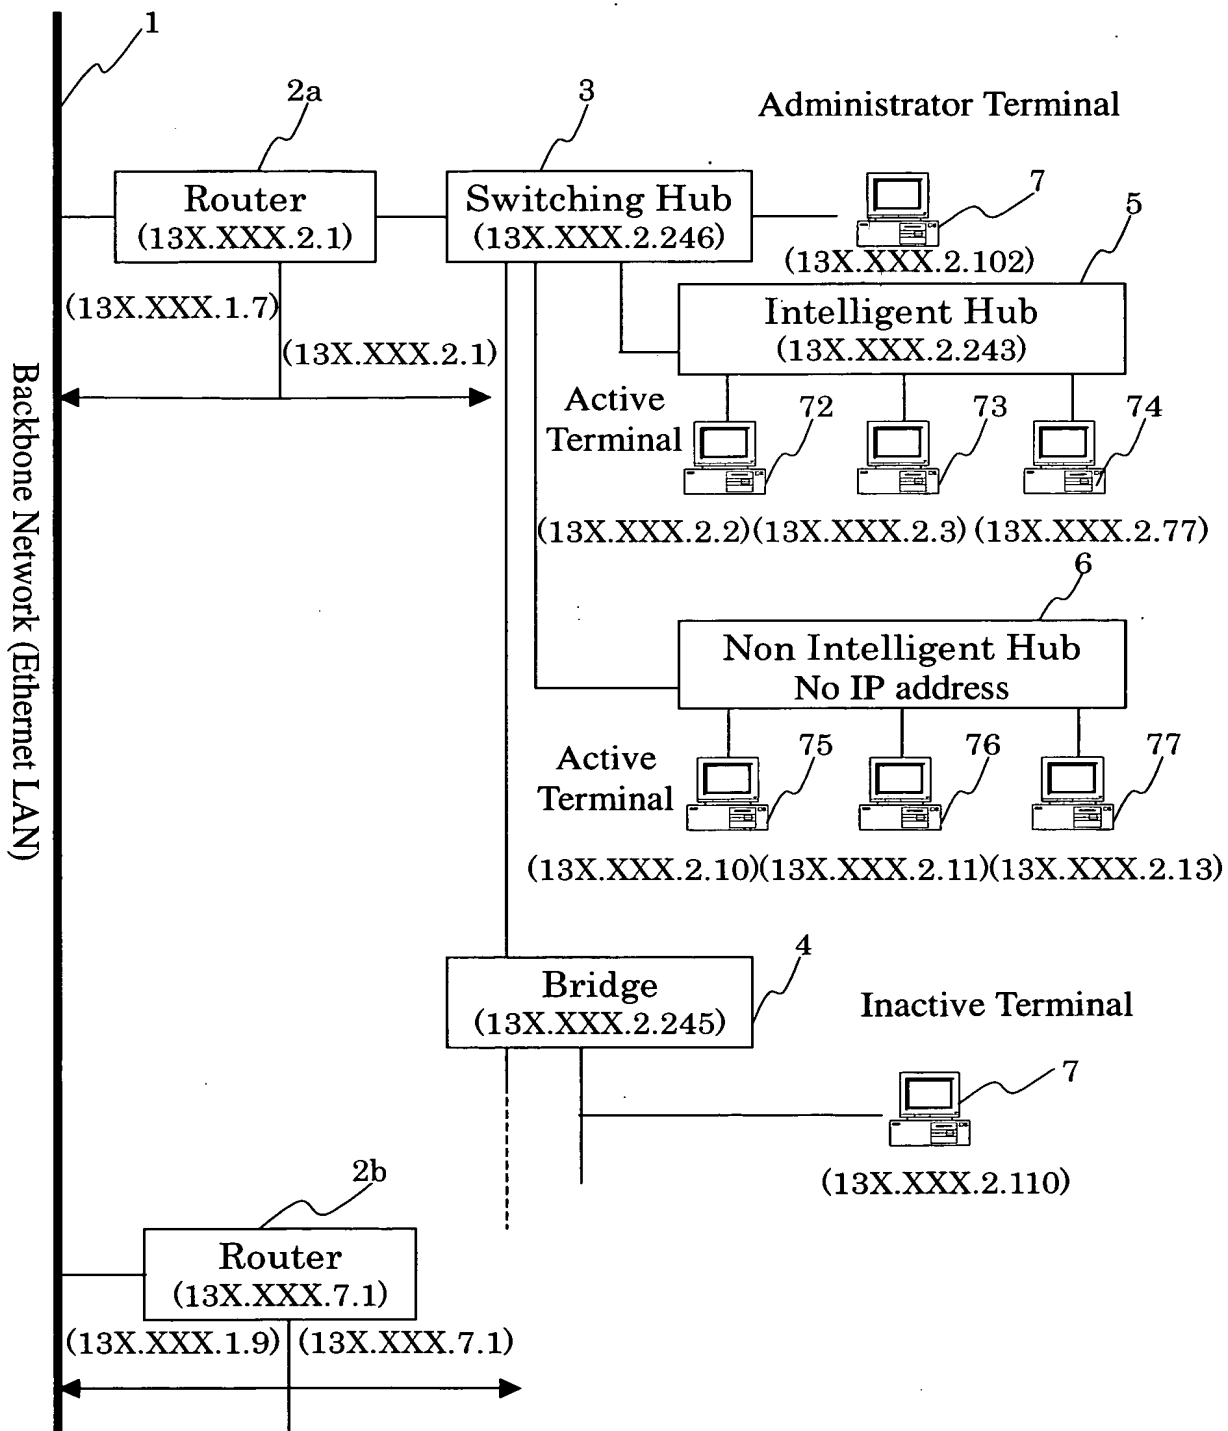 1
2a
3
Administrator Terminal
Router
(13X.XXX.2.1)
Switching Hub
(13X.XXX.2.246)
7
(13X.XXX.2.102)
5
(13X.XXX.1.7)
(13X.XXX.2.1)
Intelligent Hub
(13X.XXX.2.243)
Active
Terminal
72
73
74
(13X.XXX.2.2)
(13X.XXX.2.3)
(13X.XXX.2.77)
Backbone Network (Ethernet LAN)
6
Non Intelligent Hub
No IP address
Active
Terminal
75
76
77
(13X.XXX.2.10)
(13X.XXX.2.11)
(13X.XXX.2.13)
4
Bridge
(13X.XXX.2.245)
Inactive Terminal
7
(13X.XXX.2.110)
2b
Router
(13X.XXX.7.1)
(13X.XXX.1.9)
(13X.XXX.7.1)